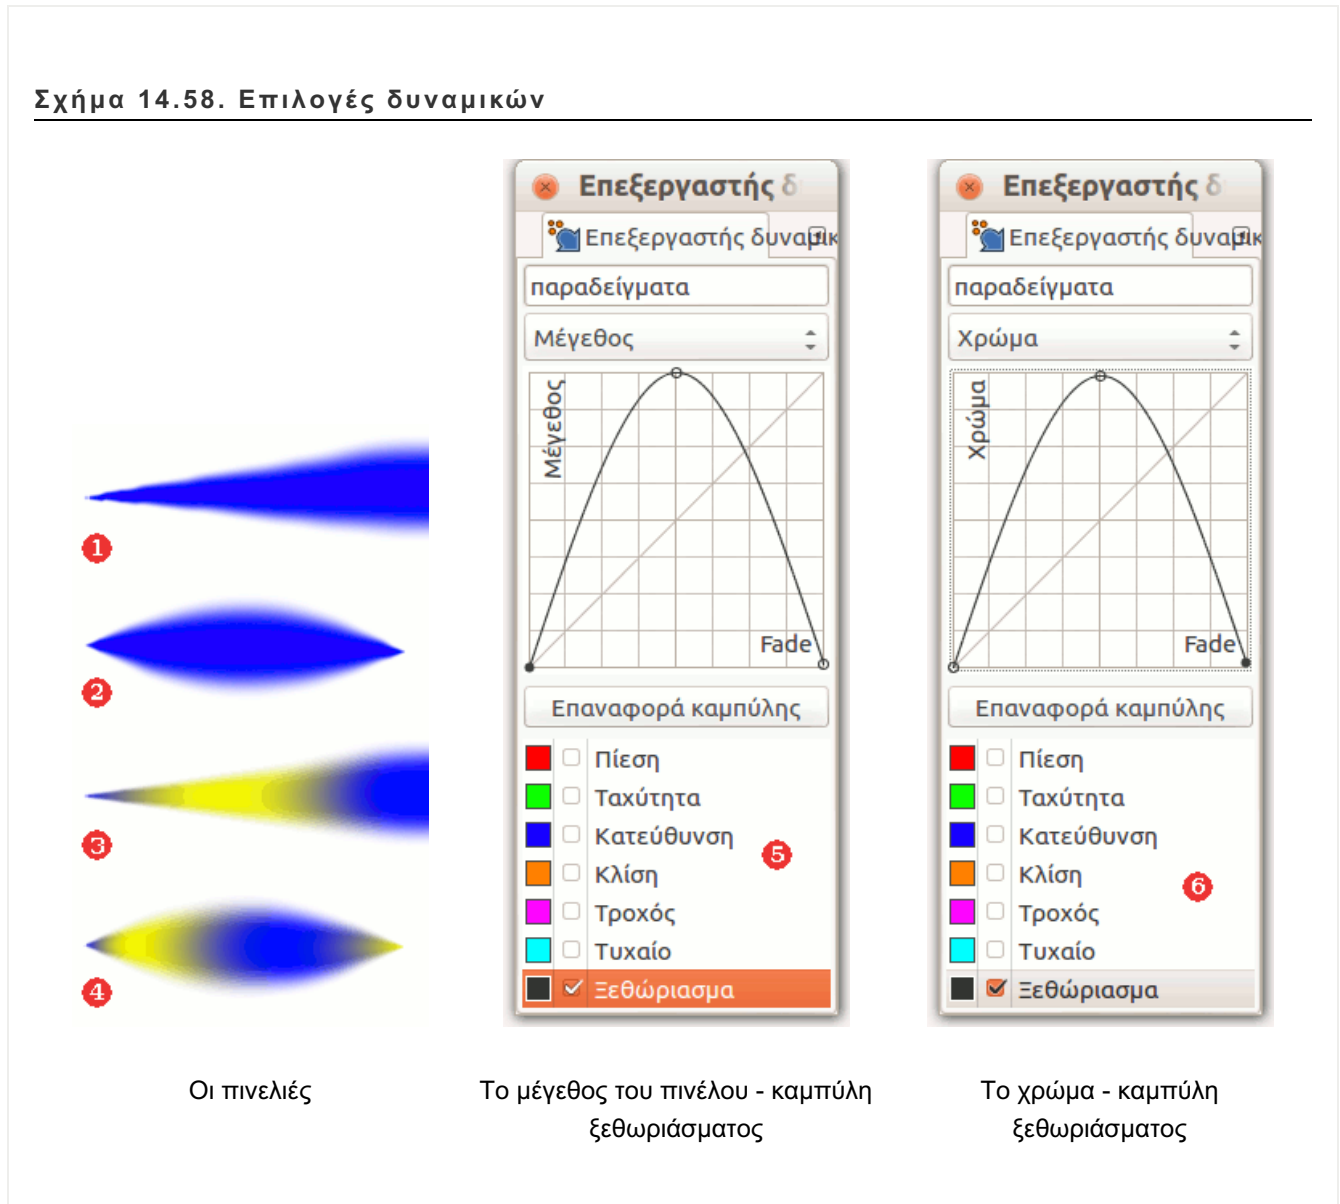 Σχήμα 14.58. Επιλογές δυναμικών
1
2
3
4
Οι πινελιές
Επεξεργαστής δ
Επεξεργαστής δυναμικ
παραδείγματα
Μέγεθος
Μέγεθος
Fade
Επαναφορά καμπύλης
Πίεση
Ταχύτητα
Κατεύθυνση
Κλίση
Τροχός
Τυχαίο
Ξεθώριασμα
5
Το μέγεθος του πινέλου - καμπύλη
ξεθωριάσματος
Επεξεργαστής δ
Επεξεργαστής δυναμικ
παραδείγματα
Χρώμα
Χρώμα
Fade
Επαναφορά καμπύλης
Πίεση
Ταχύτητα
Κατεύθυνση
Κλίση
Τροχός
Τυχαίο
Ξεθώριασμα
6
Το χρώμα - καμπύλη
ξεθωριάσματος